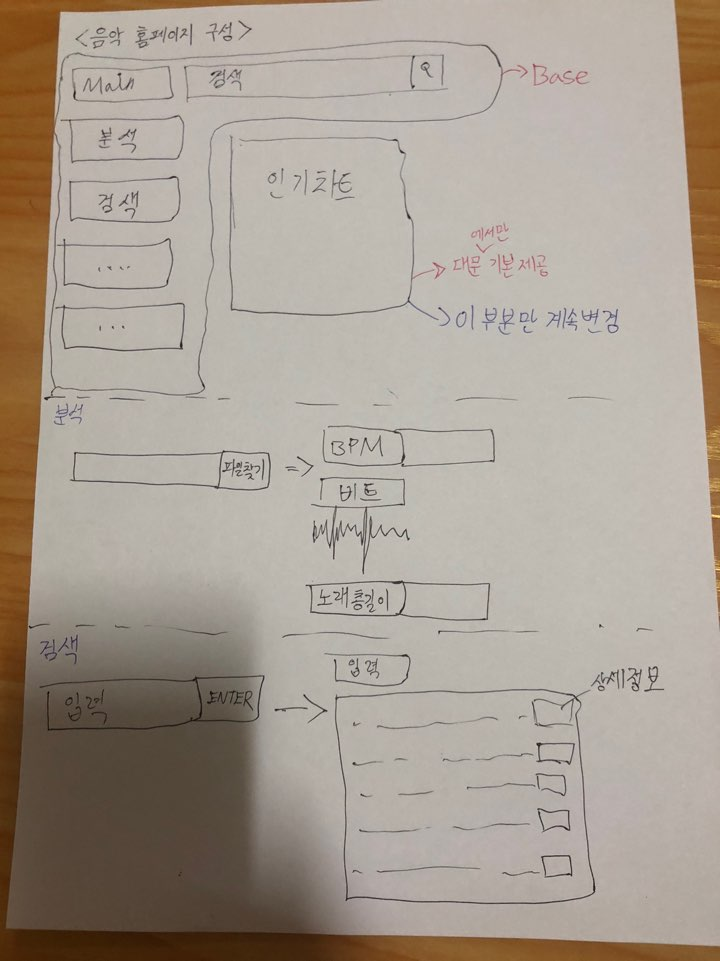 <음악 홈페이지 구성>
Main
검색
Q
Base
분석
검색
....
...
인기차트
에서만
대문 기본제공
이 부분만 계속변경
분석
파일찾기
BPM
비트
노래총길이
검색
입력
ENTER
입력
상세정보